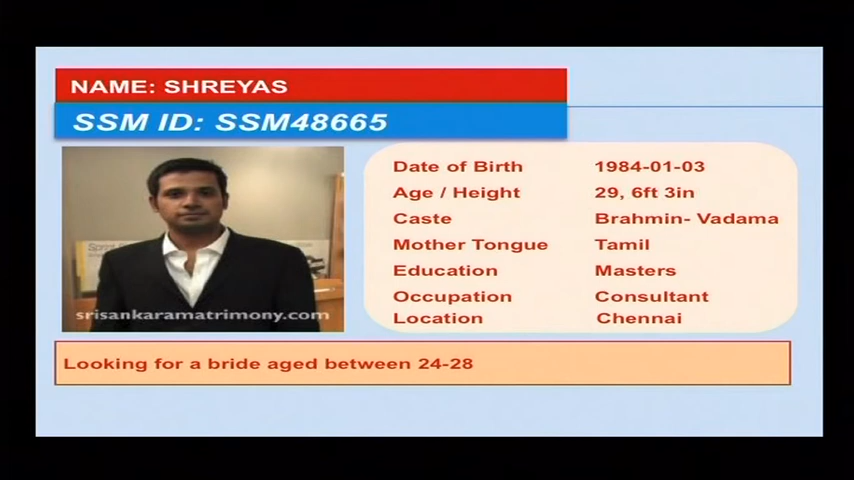 NAME: SHREYAS
SSM ID: SSM48665
srisankaramatrimony.com
Date of Birth 1984-01-03
Age / Height 29, 6ft 3in
Caste Brahmin- Vadama
Mother Tongue Tamil
Education Masters
Occupation Consultant
Location Chennai
Looking for a bride aged between 24-28